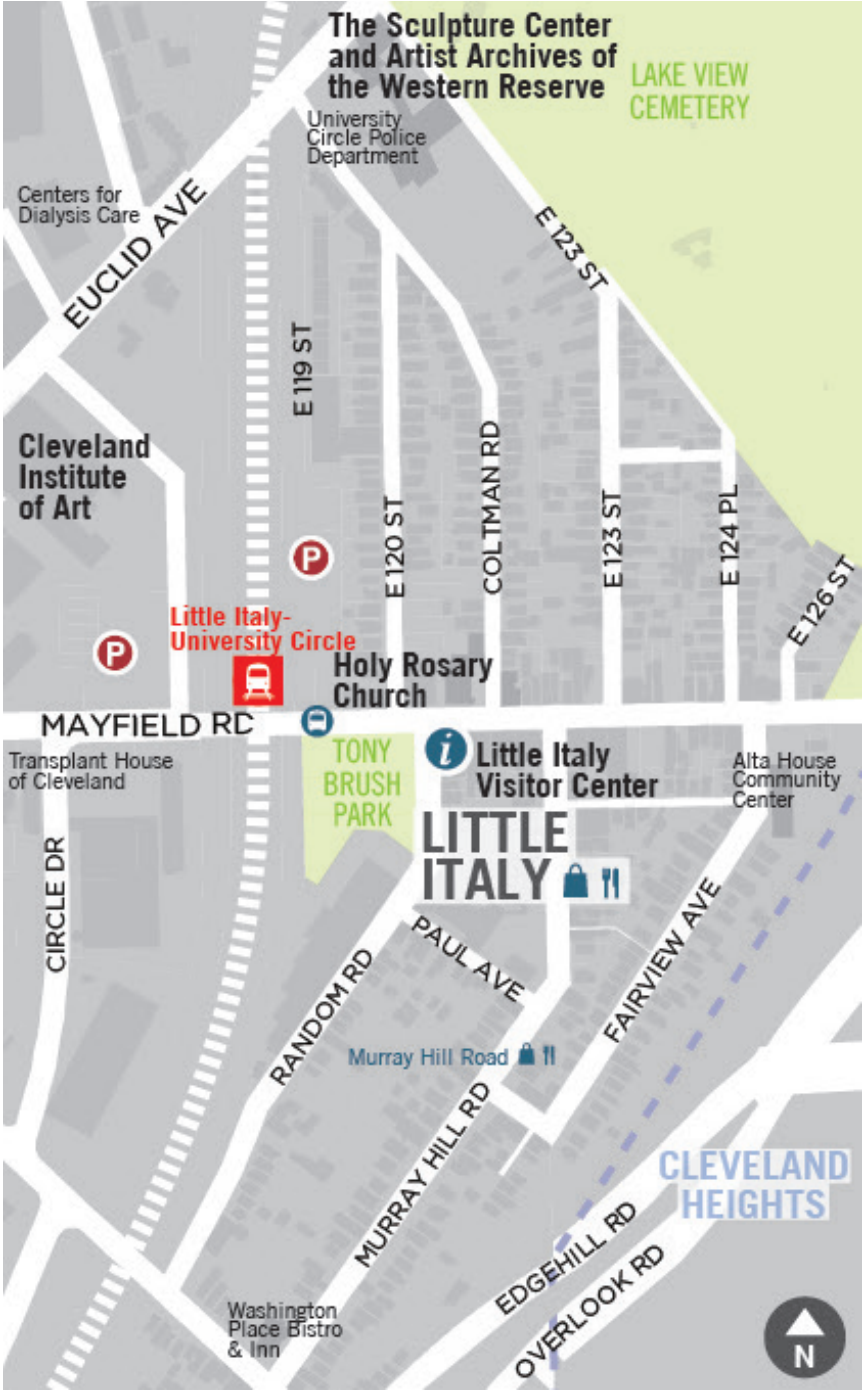 The Sculpture Center
and Artist Archives of
the Western Reserve
LAKE VIEW
CEMETERY
University
Circle Police
Department
Centers for
Dialysis Care
EUCLID AVE
E 123 ST
E 119 ST
Cleveland
Institute
of Art
COLTMAN RD
E 120 ST
E 123 ST
E 124 PL
P
E 126 ST
Little Italy-
University Circle
P
Holy Rosary
Church
MAYFIELD RD
Transplant House
of Cleveland
TONY
BRUSH
PARK
i
Little Italy
Visitor Center
Alta House
Community
Center
LITTLE
ITALY
CIRCLE DR
PAUL AVE
FAIRVIEW AVE
RANDOM RD
Murray Hill Road
MURRAY HILL RD
CLEVELAND
HEIGHTS
EDGEHILL RD
OVERLOOK RD
Washington
Place Bistro
& Inn
N